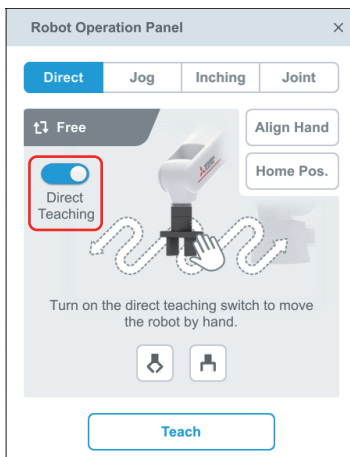 Robot Operation Panel
Direct
Jog
Inching
Joint
Free
Align Hand
Home Pos.
Direct
Teaching
Turn on the direct teaching switch to move
the robot by hand.
Teach